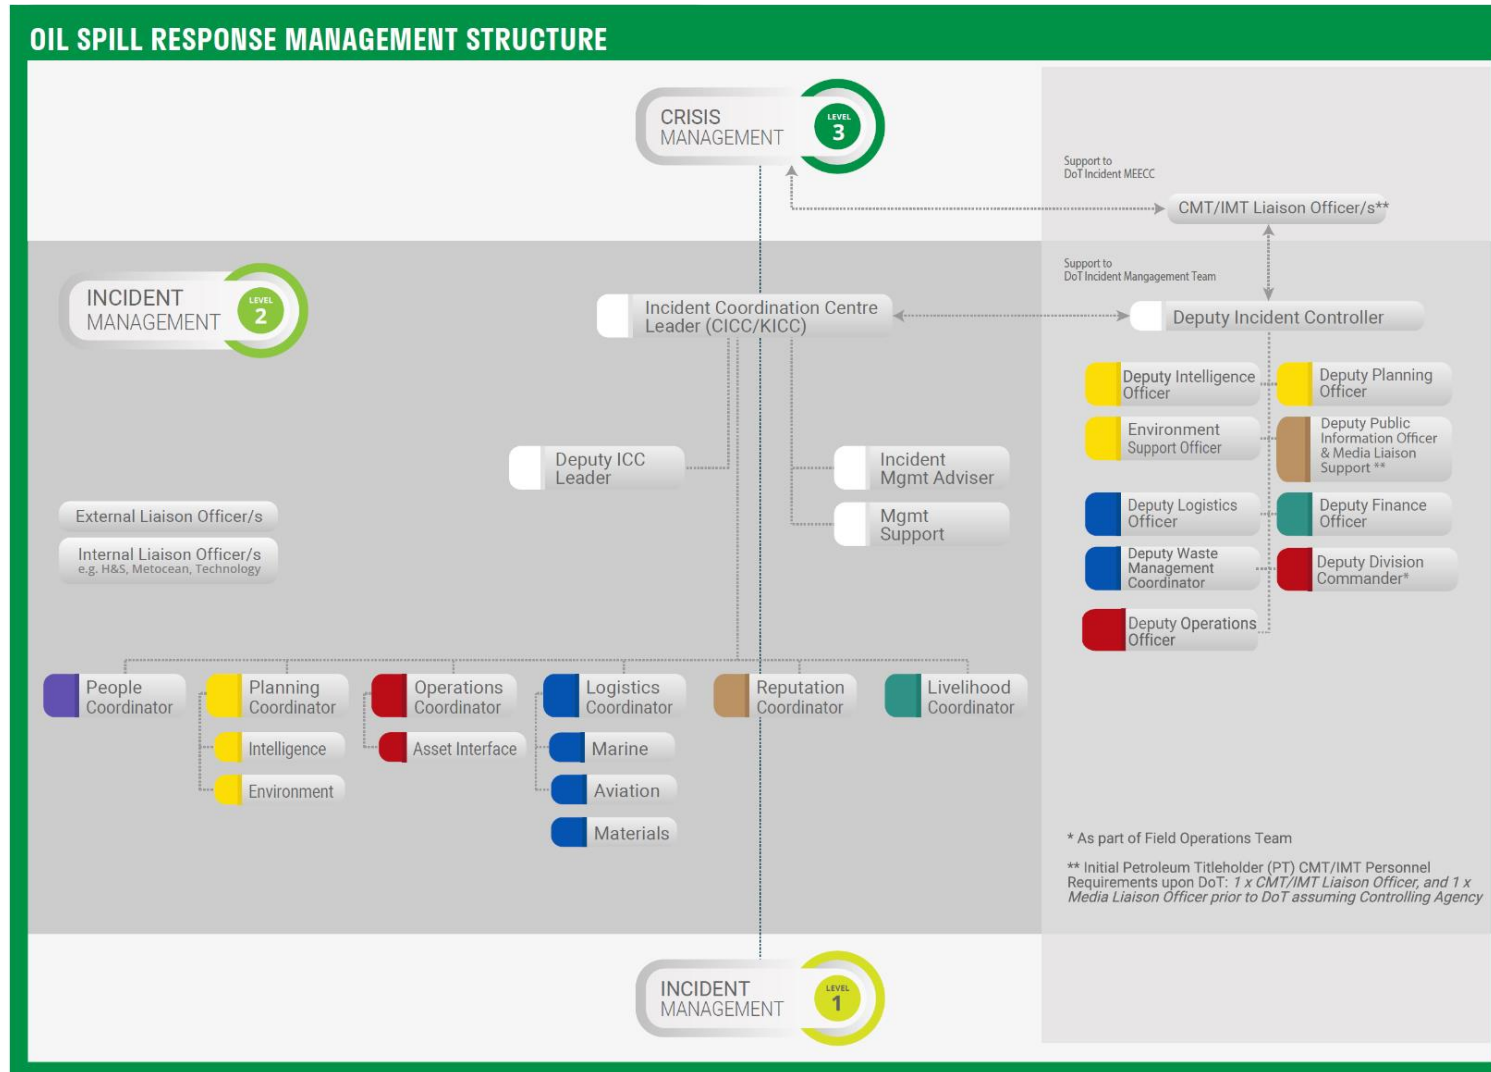 OIL SPILL RESPONSE MANAGEMENT STRUCTURE
CRISIS
MANAGEMENT
LEVEL
3
Support to
DoT Incident MEECC
CMT/IMT Liaison Officer/s**
INCIDENT
MANAGEMENT
LEVEL
2
Support to
DoT Incident Mangagement Team
Incident Coordination Centre
Leader (CICC/KICC)
Deputy Incident Controller
Deputy Intelligence
Officer
Deputy Planning
Officer
Environment
Support Officer
Deputy Public
Information Officer
& Media Liaison
Support **
Deputy ICC
Leader
Incident
Mgmt Adviser
Mgmt
Support
External Liaison Officer/s
Internal Liaison Officer/s
e.g. H&S, Metocean, Technology
Deputy Logistics
Officer
Deputy Finance
Officer
Deputy Waste
Management
Coordinator
Deputy Division
Commander*
Deputy Operations
Officer
People
Coordinator
Planning
Coordinator
Operations
Coordinator
Logistics
Coordinator
Reputation
Coordinator
Livelihood
Coordinator
Intelligence
Asset Interface
Marine
Environment
Aviation
Materials
* As part of Field Operations Team
** Initial Petroleum Titleholder (PT) CMT/IMT Personnel
Requirements upon DoT: 1 x CMT/IMT Liaison Officer, and 1 x
Media Liaison Officer prior to DoT assuming Controlling Agency
INCIDENT
MANAGEMENT
LEVEL
1